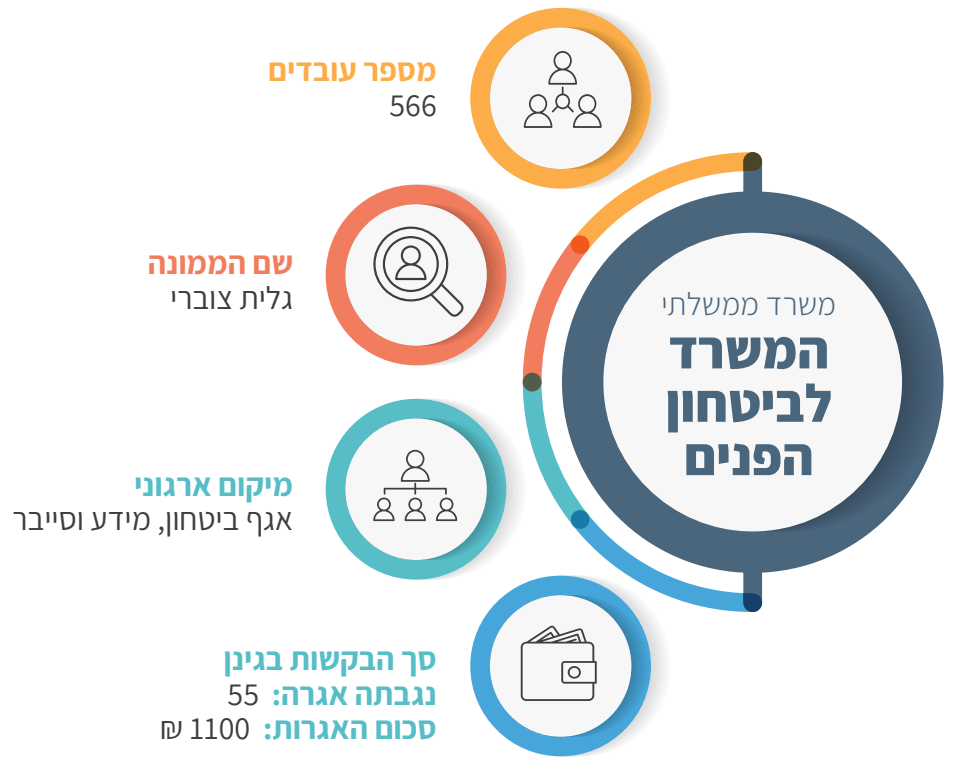 משרד ממשלתי
המשרד
לביטחון
הפנים
מספר עובדים
566
שם הממונה
גלית צוברי
מיקום ארגוני
אגף ביטחון, מידע וסייבר
סך הבקשות בגינן
נגבתה אגרה: 55
סכום האגרות: 1100 ₪